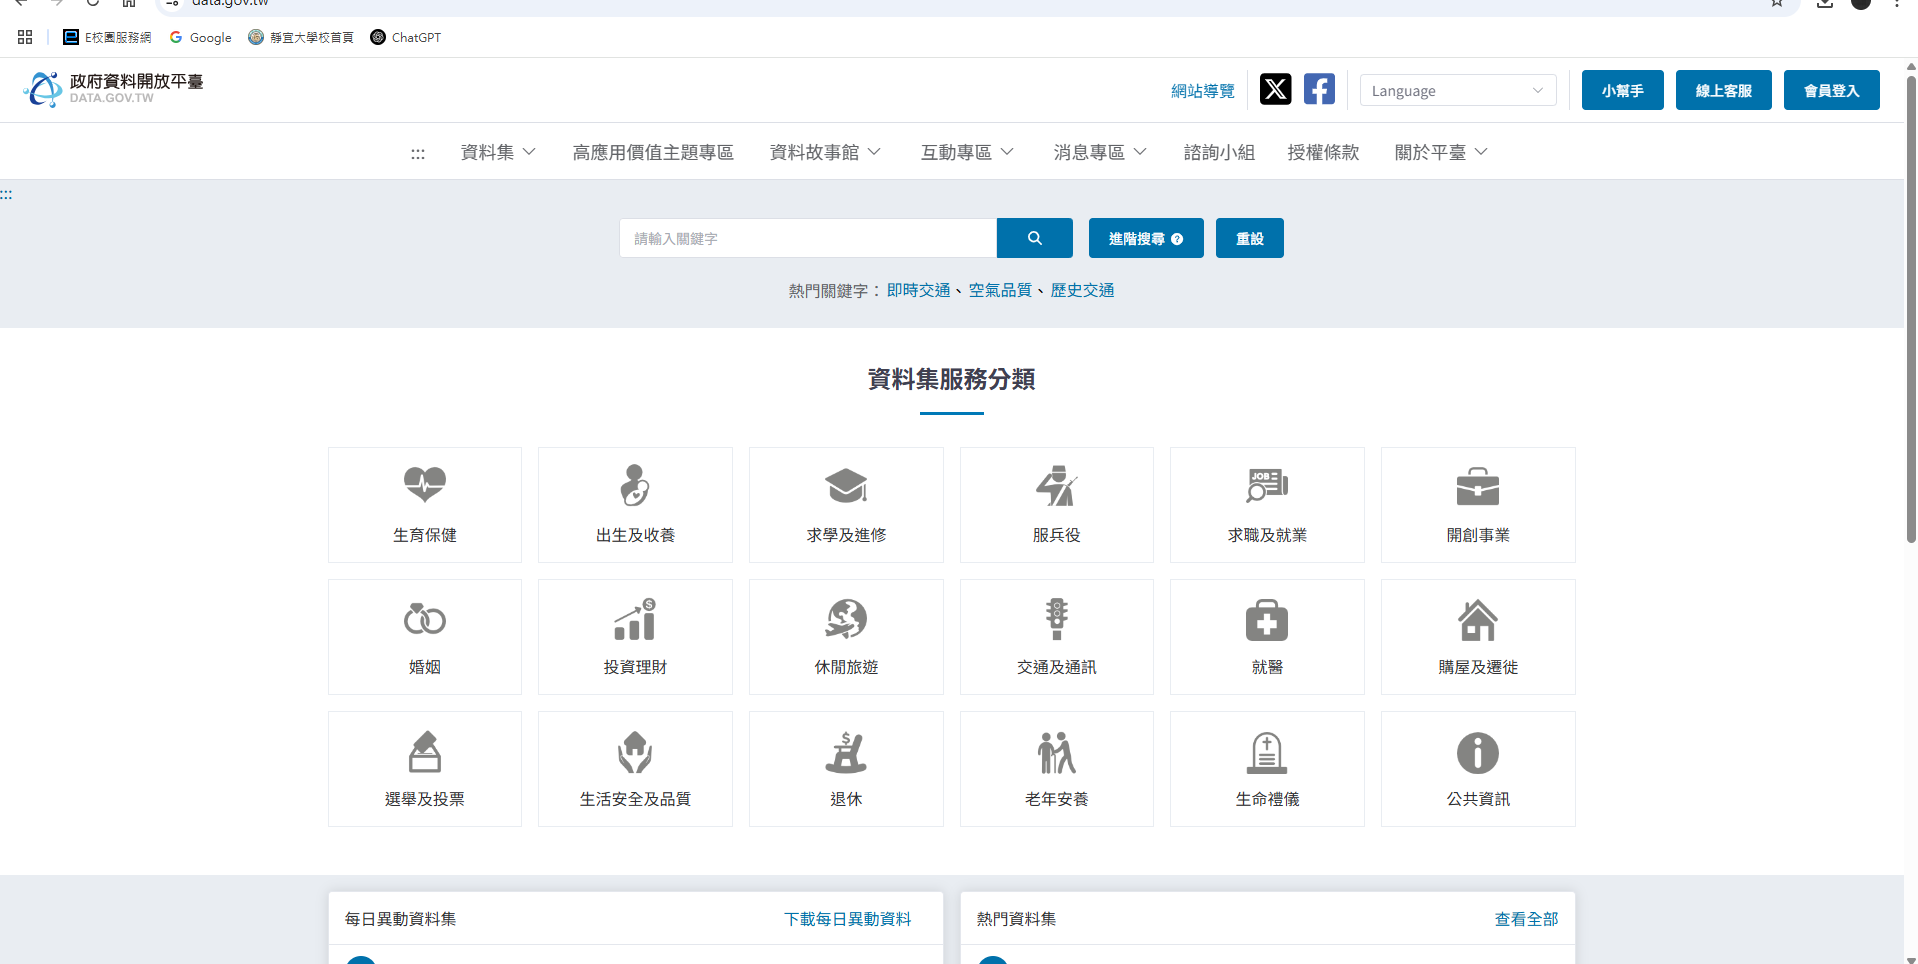 data.gov.tw
E校園服務網 Google 靜宜大學校首頁 ChatGPT
政府資料開放平臺
DATA.GOV.TW
網站導覽 Language 小幫手 線上客服 會員登入
::: 資料集 高應用價值主題專區 資料故事館 互動專區 消息專區 諮詢小組 授權條款 關於平臺
:::
請輸入關鍵字 進階搜尋 重設
熱門關鍵字： 即時交通、空氣品質、歷史交通
資料集服務分類
JOB
生育保健 出生及收養 求學及進修 服兵役 求職及就業 開創事業
婚姻 投資理財 休閒旅遊 交通及通訊 就醫 購屋及遷徙
選舉及投票 生活安全及品質 退休 老年安養 生命禮儀 公共資訊
每日異動資料集 下載每日異動資料 熱門資料集 查看全部